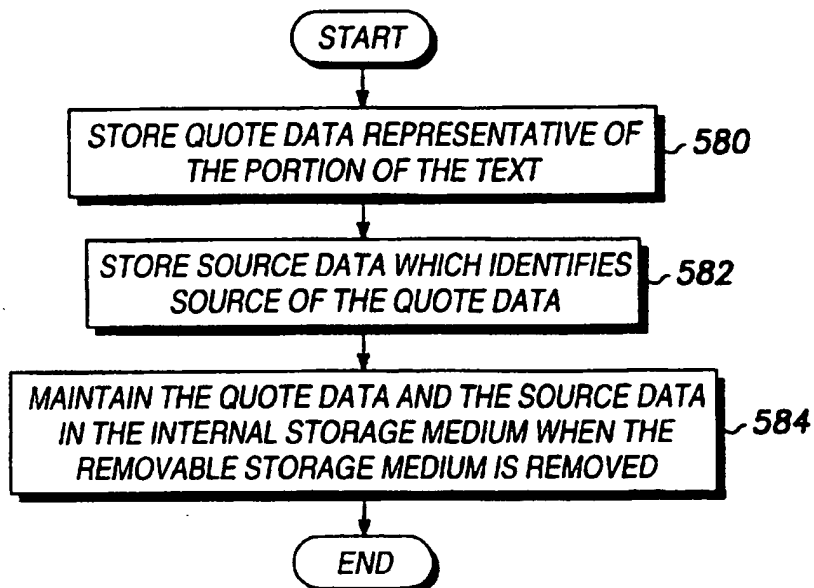 START
STORE QUOTE DATA REPRESENTATIVE OF
THE PORTION OF THE TEXT
580
STORE SOURCE DATA WHICH IDENTIFIES
SOURCE OF THE QUOTE DATA
582
MAINTAIN THE QUOTE DATA AND THE SOURCE DATA
IN THE INTERNAL STORAGE MEDIUM WHEN THE
REMOVABLE STORAGE MEDIUM IS REMOVED
584
END